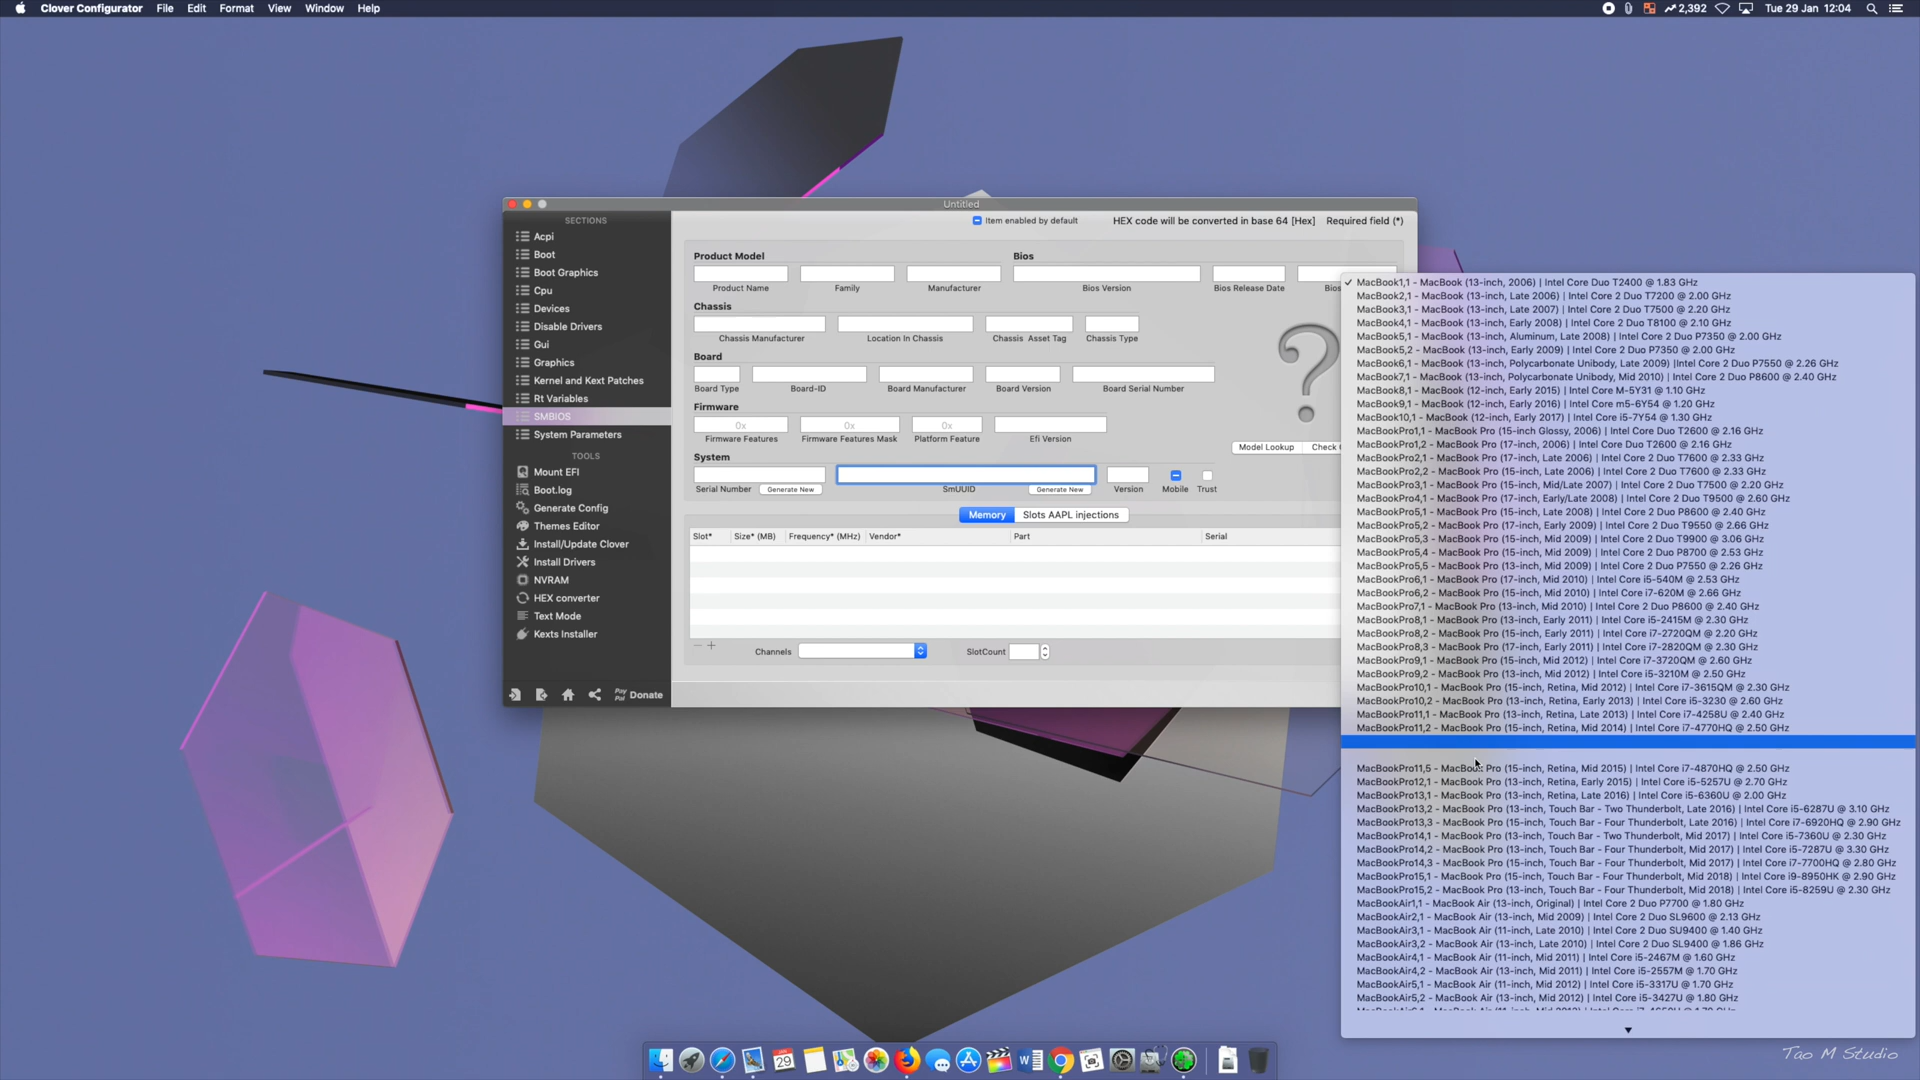 Clover Configurator File Edit Format View Window Help
2,392 Tue 29 Jan 12:04
Untitled
SECTIONS
Acpi
Boot
Boot Graphics
Cpu
Devices
Disable Drivers
Gui
Graphics
Kernel and Kext Patches
Rt Variables
SMBIOS
System Parameters
TOOLS
Mount EFI
Boot.log
Generate Config
Themes Editor
Install/Update Clover
Install Drivers
NVRAM
HEX converter
Text Mode
Kexts Installer
Pay Pal Donate
Item enabled by default HEX code will be converted in base 64 [Hex] Required field (*)
Product Model Bios
Product Name Family Manufacturer Bios Version Bios Release Date Bios
Chassis
Chassis Manufacturer Location In Chassis Chassis Asset Tag Chassis Type
Board
Board Type Board-ID Board Manufacturer Board Version Board Serial Number
Firmware
0x 0x 0x
Firmware Features Firmware Features Mask Platform Feature Efi Version
Model Lookup Check
System
Serial Number Generate New SmUUID Generate New Version Mobile Trust
Memory Slots AAPL injections
Slot* Size* (MB) Frequency* (MHz) Vendor* Part Serial
Channels SlotCount
MacBook1,1 - MacBook (13-inch, 2006) | Intel Core Duo T2400 @ 1.83 GHz
MacBook2,1 - MacBook (13-inch, Late 2006) | Intel Core 2 Duo T7200 @ 2.00 GHz
MacBook3,1 - MacBook (13-inch, Late 2007) | Intel Core 2 Duo T7500 @ 2.20 GHz
MacBook4,1 - MacBook (13-inch, Early 2008) | Intel Core 2 Duo T8100 @ 2.10 GHz
MacBook5,1 - MacBook (13-inch, Aluminum, Late 2008) | Intel Core 2 Duo P7350 @ 2.00 GHz
MacBook5,2 - MacBook (13-inch, Early 2009) | Intel Core 2 Duo P7350 @ 2.00 GHz
MacBook6,1 - MacBook (13-inch, Polycarbonate Unibody, Late 2009) |Intel Core 2 Duo P7550 @ 2.26 GHz
MacBook7,1 - MacBook (13-inch, Polycarbonate Unibody, Mid 2010) | Intel Core 2 Duo P8600 @ 2.40 GHz
MacBook8,1 - MacBook (12-inch, Early 2015) | Intel Core M-5Y31 @ 1.10 GHz
MacBook9,1 - MacBook (12-inch, Early 2016) | Intel Core m5-6Y54 @ 1.20 GHz
MacBook10,1 - MacBook (12-inch, Early 2017) | Intel Core i5-7Y54 @ 1.30 GHz
MacBookPro1,1 - MacBook Pro (15-inch Glossy, 2006) | Intel Core Duo T2600 @ 2.16 GHz
MacBookPro1,2 - MacBook Pro (17-inch, 2006) | Intel Core Duo T2600 @ 2.16 GHz
MacBookPro2,1 - MacBook Pro (17-inch, Late 2006) | Intel Core 2 Duo T7600 @ 2.33 GHz
MacBookPro2,2 - MacBook Pro (15-inch, Late 2006) | Intel Core 2 Duo T7600 @ 2.33 GHz
MacBookPro3,1 - MacBook Pro (15-inch, Mid/Late 2007) | Intel Core 2 Duo T7500 @ 2.20 GHz
MacBookPro4,1 - MacBook Pro (17-inch, Early/Late 2008) | Intel Core 2 Duo T9500 @ 2.60 GHz
MacBookPro5,1 - MacBook Pro (15-inch, Late 2008) | Intel Core 2 Duo P8600 @ 2.40 GHz
MacBookPro5,2 - MacBook Pro (17-inch, Early 2009) | Intel Core 2 Duo T9550 @ 2.66 GHz
MacBookPro5,3 - MacBook Pro (15-inch, Mid 2009) | Intel Core 2 Duo T9900 @ 3.06 GHz
MacBookPro5,4 - MacBook Pro (15-inch, Mid 2009) | Intel Core 2 Duo P8700 @ 2.53 GHz
MacBookPro5,5 - MacBook Pro (13-inch, Mid 2009) | Intel Core 2 Duo P7550 @ 2.26 GHz
MacBookPro6,1 - MacBook Pro (17-inch, Mid 2010) | Intel Core i5-540M @ 2.53 GHz
MacBookPro6,2 - MacBook Pro (15-inch, Mid 2010) | Intel Core i7-620M @ 2.66 GHz
MacBookPro7,1 - MacBook Pro (13-inch, Mid 2010) | Intel Core 2 Duo P8600 @ 2.40 GHz
MacBookPro8,1 - MacBook Pro (13-inch, Early 2011) | Intel Core i5-2415M @ 2.30 GHz
MacBookPro8,2 - MacBook Pro (15-inch, Early 2011) | Intel Core i7-2720QM @ 2.20 GHz
MacBookPro8,3 - MacBook Pro (17-inch, Early 2011) | Intel Core i7-2820QM @ 2.30 GHz
MacBookPro9,1 - MacBook Pro (15-inch, Mid 2012) | Intel Core i7-3720QM @ 2.60 GHz
MacBookPro9,2 - MacBook Pro (13-inch, Mid 2012) | Intel Core i5-3210M @ 2.50 GHz
MacBookPro10,1 - MacBook Pro (15-inch, Retina, Mid 2012) | Intel Core i7-3615QM @ 2.30 GHz
MacBookPro10,2 - MacBook Pro (13-inch, Retina, Early 2013) | Intel Core i5-3230 @ 2.60 GHz
MacBookPro11,1 - MacBook Pro (13-inch, Retina, Late 2013) | Intel Core i7-4258U @ 2.40 GHz
MacBookPro11,2 - MacBook Pro (15-inch, Retina, Mid 2014) | Intel Core i7-4770HQ @ 2.50 GHz
MacBookPro11,5 - MacBook Pro (15-inch, Retina, Mid 2015) | Intel Core i7-4870HQ @ 2.50 GHz
MacBookPro12,1 - MacBook Pro (13-inch, Retina, Early 2015) | Intel Core i5-5257U @ 2.70 GHz
MacBookPro13,1 - MacBook Pro (13-inch, Retina, Late 2016) | Intel Core i5-6360U @ 2.00 GHz
MacBookPro13,2 - MacBook Pro (13-inch, Touch Bar - Two Thunderbolt, Late 2016) | Intel Core i5-6287U @ 3.10 GHz
MacBookPro13,3 - MacBook Pro (15-inch, Touch Bar - Four Thunderbolt, Late 2016) | Intel Core i7-6920HQ @ 2.90 GHz
MacBookPro14,1 - MacBook Pro (13-inch, Touch Bar - Two Thunderbolt, Mid 2017) | Intel Core i5-7360U @ 2.30 GHz
MacBookPro14,2 - MacBook Pro (13-inch, Touch Bar - Four Thunderbolt, Mid 2017) | Intel Core i5-7287U @ 3.30 GHz
MacBookPro14,3 - MacBook Pro (15-inch, Touch Bar - Four Thunderbolt, Mid 2017) | Intel Core i7-7700HQ @ 2.80 GHz
MacBookPro15,1 - MacBook Pro (15-inch, Touch Bar - Four Thunderbolt, Mid 2018) | Intel Core i9-8950HK @ 2.90 GHz
MacBookPro15,2 - MacBook Pro (13-inch, Touch Bar - Four Thunderbolt, Mid 2018) | Intel Core i5-8259U @ 2.30 GHz
MacBookAir1,1 - MacBook Air (13-inch, Original) | Intel Core 2 Duo P7700 @ 1.80 GHz
MacBookAir2,1 - MacBook Air (13-inch, Mid 2009) | Intel Core 2 Duo SL9600 @ 2.13 GHz
MacBookAir3,1 - MacBook Air (11-inch, Late 2010) | Intel Core 2 Duo SU9400 @ 1.40 GHz
MacBookAir3,2 - MacBook Air (13-inch, Late 2010) | Intel Core 2 Duo SL9400 @ 1.86 GHz
MacBookAir4,1 - MacBook Air (11-inch, Mid 2011) | Intel Core i5-2467M @ 1.60 GHz
MacBookAir4,2 - MacBook Air (13-inch, Mid 2011) | Intel Core i5-2557M @ 1.70 GHz
MacBookAir5,1 - MacBook Air (11-inch, Mid 2012) | Intel Core i5-3317U @ 1.70 GHz
MacBookAir5,2 - MacBook Air (13-inch, Mid 2012) | Intel Core i5-3427U @ 1.80 GHz
29
Tao M Studio